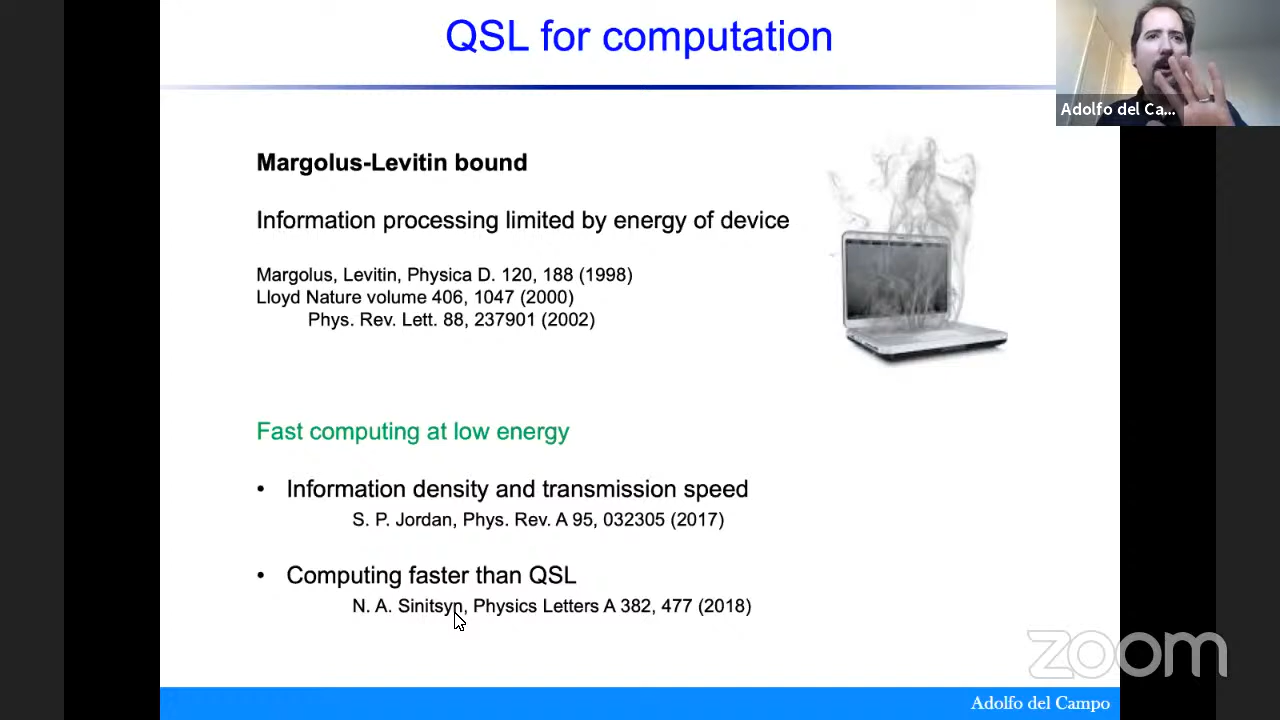 QSL for computation
Adolfo del Ca...
Margolus-Levitin bound
Information processing limited by energy of device
Margolus, Levitin, Physica D. 120, 188 (1998)
Lloyd Nature volume 406, 1047 (2000)
Phys. Rev. Lett. 88, 237901 (2002)
Fast computing at low energy
• Information density and transmission speed
S. P. Jordan, Phys. Rev. A 95, 032305 (2017)
• Computing faster than QSL
N. A. Sinitsyn, Physics Letters A 382, 477 (2018)
zoom
Adolfo del Campo